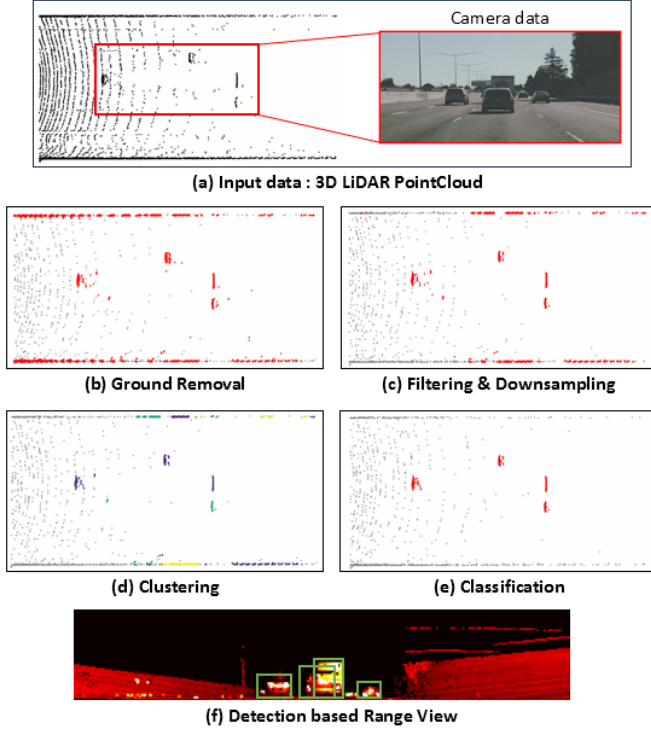 Camera data
(a) Input data : 3D LiDAR PointCloud
(b) Ground Removal
(c) Filtering & Downsampling
(d) Clustering
(e) Classification
(f) Detection based Range View